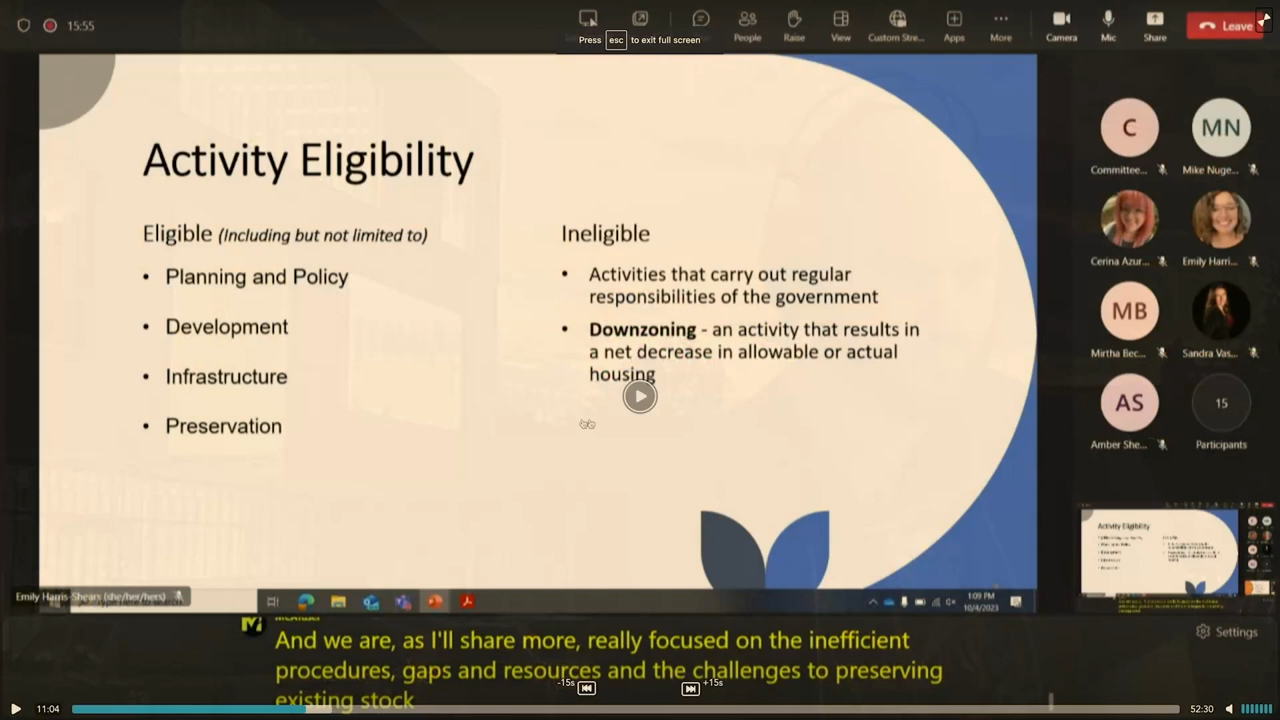 15:55
Press esc to exit full screen
People
Raise
View
Custom Stre...
Apps
More
Camera
Mic
Share
Leave
Activity Eligibility
Eligible (Including but not limited to)
• Planning and Policy
• Development
• Infrastructure
• Preservation
Ineligible
• Activities that carry out regular
responsibilities of the government
• Downzoning - an activity that results in
a net decrease in allowable or actual
housing
C
MN
Committee...
Mike Nuge...
Cerina Azur...
Emily Harri...
MB
Mirtha Bec...
Sandra Vas...
AS
15
Amber She...
Participants
Activity Eligibility
Emily Harris-Shears (she/her/hers)
1:09 PM
10/4/2023
And we are, as I'll share more, really focused on the inefficient
procedures, gaps and resources and the challenges to preserving
existing stock
Settings
-15s
+15s
11:04
52:30